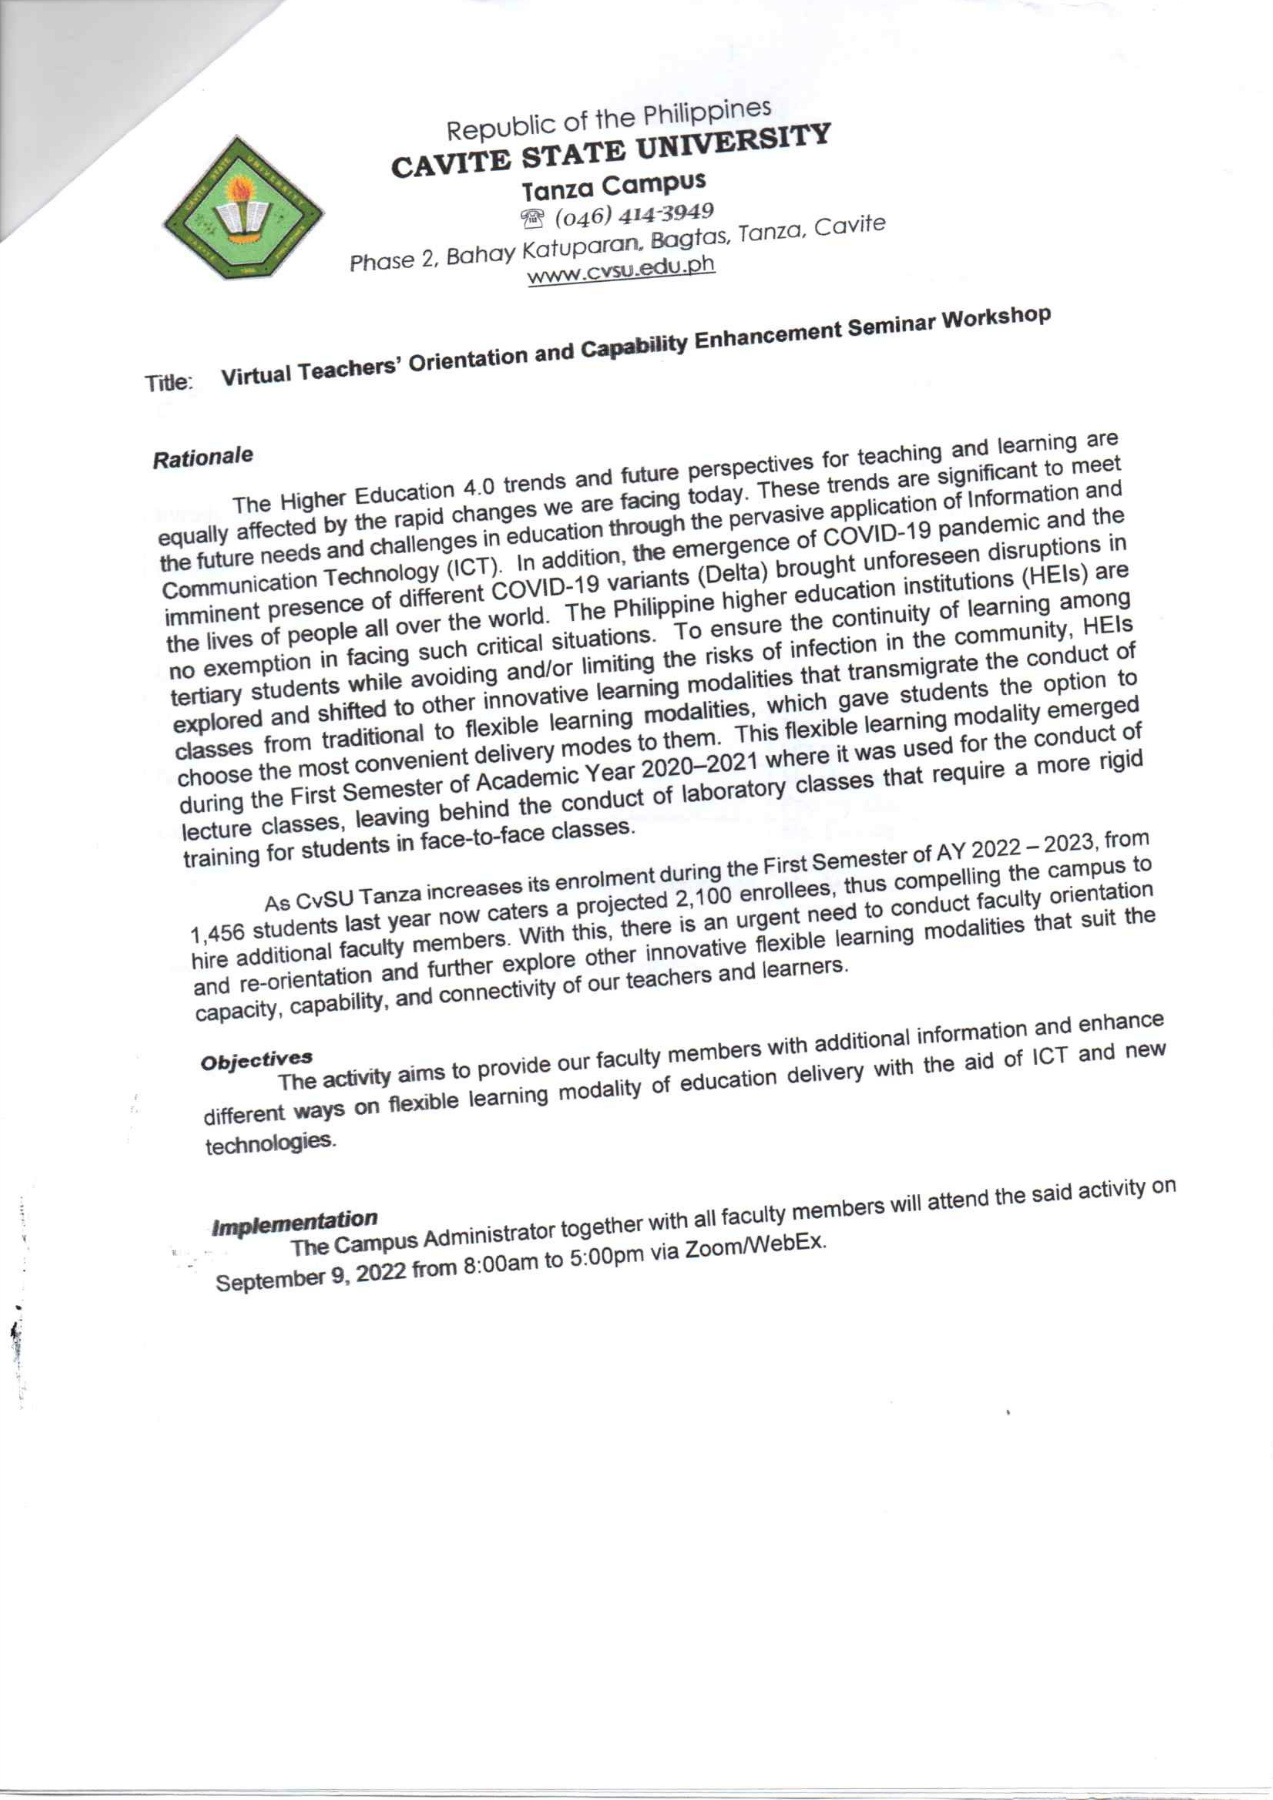 Republic of the Philippines
CAVITE STATE UNIVERSITY
Tanza Campus
☎ (046) 414-3949
Phase 2, Bahay Katuparan, Bagtas, Tanza, Cavite
www.cvsu.edu.ph
CAVITE STATE UNIVERSITY
Title: Virtual Teachers' Orientation and Capability Enhancement Seminar Workshop
Rationale
The Higher Education 4.0 trends and future perspectives for teaching and learning are
equally affected by the rapid changes we are facing today. These trends are significant to meet
the future needs and challenges in education through the pervasive application of Information and
Communication Technology (ICT). In addition, the emergence of COVID-19 pandemic and the
imminent presence of different COVID-19 variants (Delta) brought unforeseen disruptions in
the lives of people all over the world. The Philippine higher education institutions (HEIs) are
no exemption in facing such critical situations. To ensure the continuity of learning among
tertiary students while avoiding and/or limiting the risks of infection in the community, HEIs
explored and shifted to other innovative learning modalities that transmigrate the conduct of
classes from traditional to flexible learning modalities, which gave students the option to
choose the most convenient delivery modes to them. This flexible learning modality emerged
during the First Semester of Academic Year 2020–2021 where it was used for the conduct of
lecture classes, leaving behind the conduct of laboratory classes that require a more rigid
training for students in face-to-face classes.
As CvSU Tanza increases its enrolment during the First Semester of AY 2022 – 2023, from
1,456 students last year now caters a projected 2,100 enrollees, thus compelling the campus to
hire additional faculty members. With this, there is an urgent need to conduct faculty orientation
and re-orientation and further explore other innovative flexible learning modalities that suit the
capacity, capability, and connectivity of our teachers and learners.
Objectives
The activity aims to provide our faculty members with additional information and enhance
different ways on flexible learning modality of education delivery with the aid of ICT and new
technologies.
Implementation
The Campus Administrator together with all faculty members will attend the said activity on
September 9, 2022 from 8:00am to 5:00pm via Zoom/WebEx.